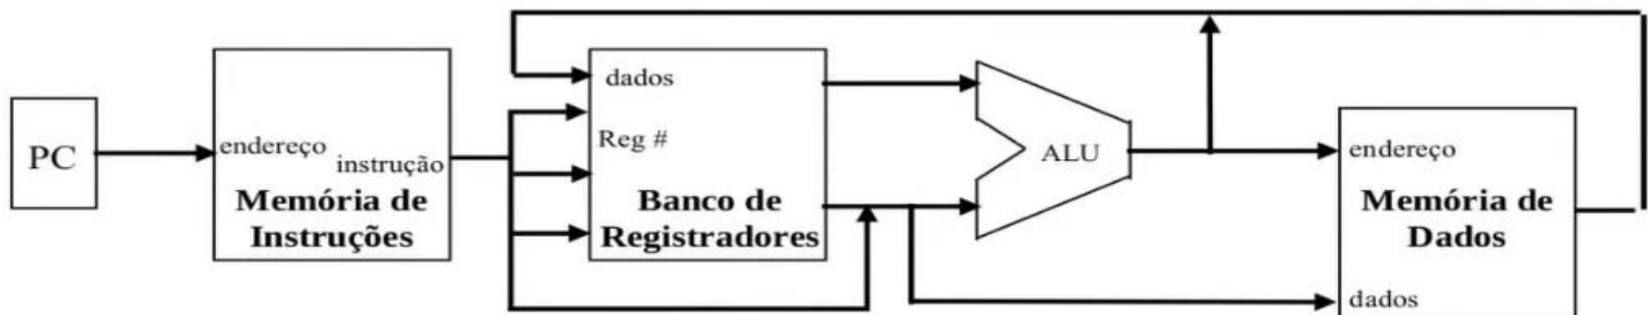 PC
endereço
instrução
Memória de
Instruções
dados
Reg #
Banco de
Registradores
ALU
endereço
Memória de
Dados
dados